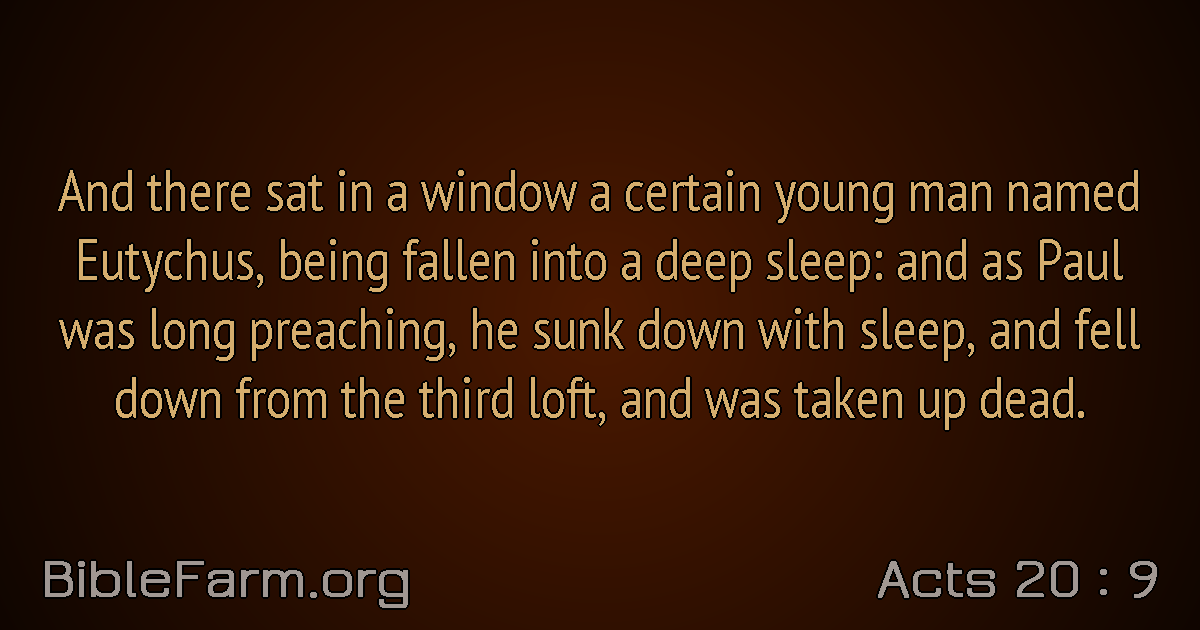 And there sat in a window a certain young man named
Eutychus, being fallen into a deep sleep: and as Paul
was long preaching, he sunk down with sleep, and fell
down from the third loft, and was taken up dead.
BibleFarm.org
Acts 20 : 9